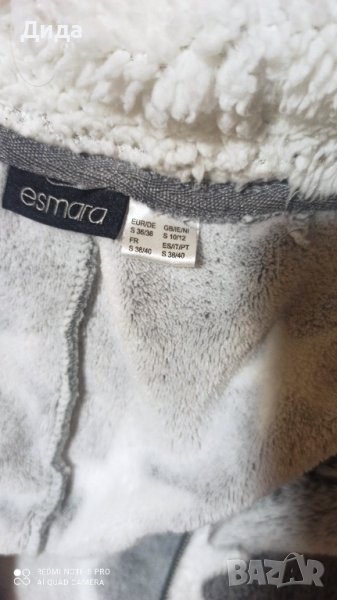 Дида
esmara
EUR/DE GB/IE/NI
S 36/38 S 10/12
FR ES/IT/PT
S 38/40 S 38/40
REDMI NOTE 8 PRO
AI QUAD CAMERA
bazar.bg